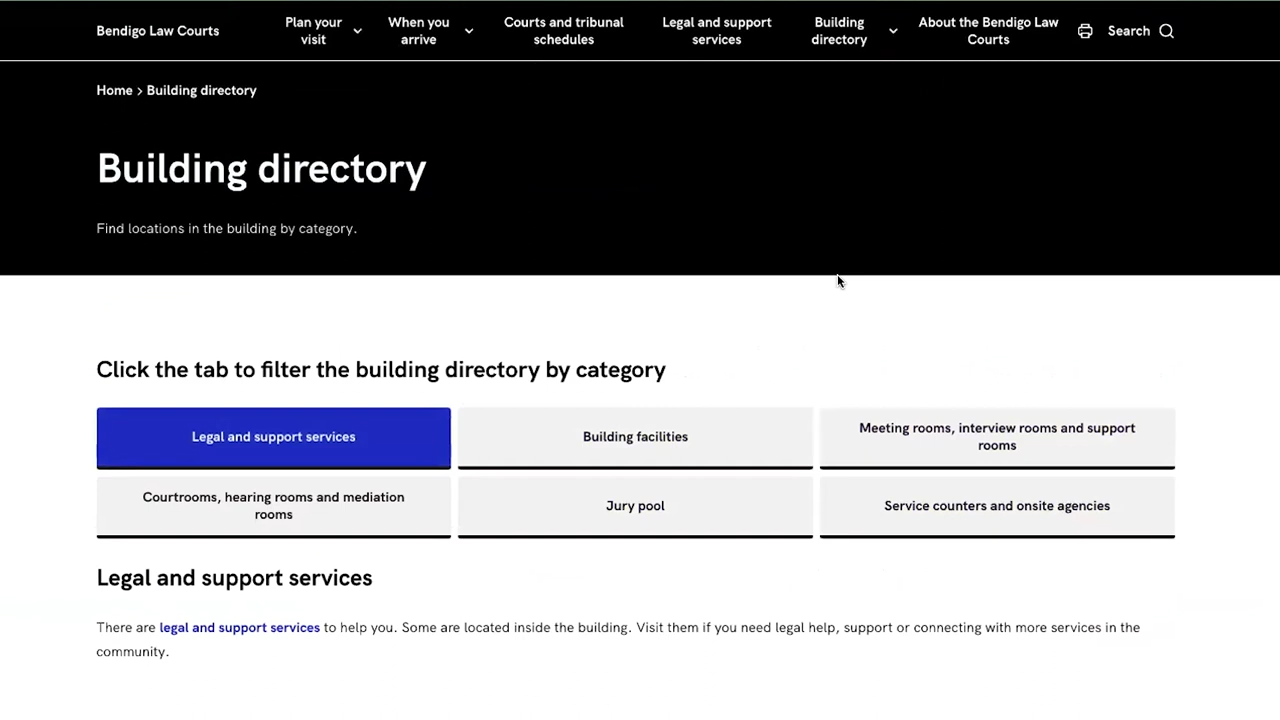 Bendigo Law Courts
Plan your
visit
When you
arrive
Courts and tribunal
schedules
Legal and support
services
Building
directory
About the Bendigo Law
Courts
Search
Home > Building directory
Building directory
Find locations in the building by category.
Click the tab to filter the building directory by category
Legal and support services
Building facilities
Meeting rooms, interview rooms and support
rooms
Courtrooms, hearing rooms and mediation
rooms
Jury pool
Service counters and onsite agencies
Legal and support services
There are legal and support services to help you. Some are located inside the building. Visit them if you need legal help, support or connecting with more services in the
community.